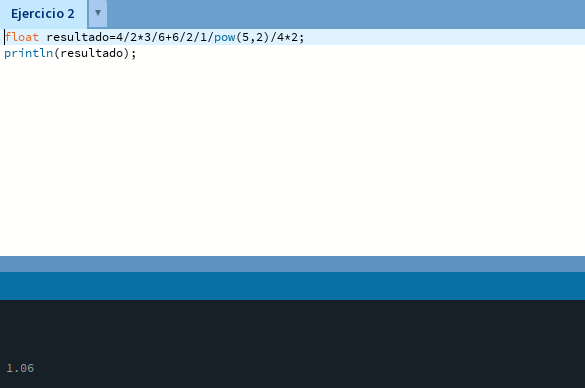 Ejercicio 2 ▼
float resultado=4/2*3/6+6/2/1/pow(5,2)/4*2;
println(resultado);
1.06